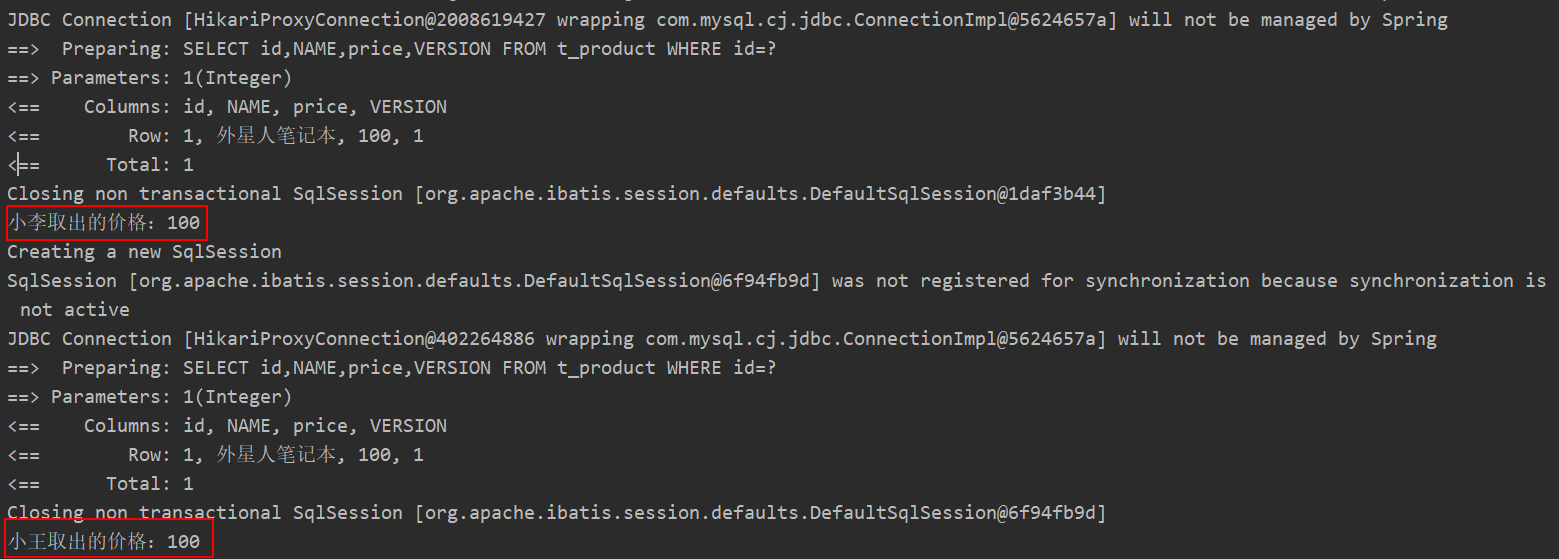 JDBC Connection [HikariProxyConnection@2008619427 wrapping com.mysql.cj.jdbc.ConnectionImpl@5624657a] will not be managed by Spring
==>  Preparing: SELECT id,NAME,price,VERSION FROM t_product WHERE id=?
==> Parameters: 1(Integer)
<==    Columns: id, NAME, price, VERSION
<==        Row: 1, 外星人笔记本, 100, 1
<==      Total: 1
Closing non transactional SqlSession [org.apache.ibatis.session.defaults.DefaultSqlSession@1daf3b44]
小李取出的价格：100
Creating a new SqlSession
SqlSession [org.apache.ibatis.session.defaults.DefaultSqlSession@6f94fb9d] was not registered for synchronization because synchronization is
 not active
JDBC Connection [HikariProxyConnection@402264886 wrapping com.mysql.cj.jdbc.ConnectionImpl@5624657a] will not be managed by Spring
==>  Preparing: SELECT id,NAME,price,VERSION FROM t_product WHERE id=?
==> Parameters: 1(Integer)
<==    Columns: id, NAME, price, VERSION
<==        Row: 1, 外星人笔记本, 100, 1
<==      Total: 1
Closing non transactional SqlSession [org.apache.ibatis.session.defaults.DefaultSqlSession@6f94fb9d]
小王取出的价格：100